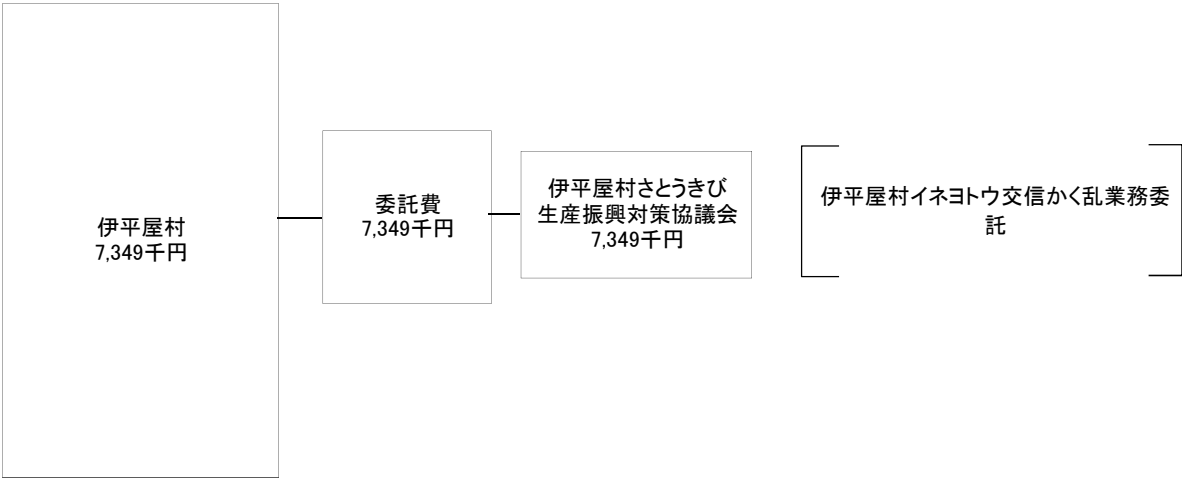 伊平屋村
7,349千円
委託費
7,349千円
伊平屋村さとうきび
生産振興対策協議会
7,349千円
伊平屋村イネヨトウ交信かく乱業務委
託